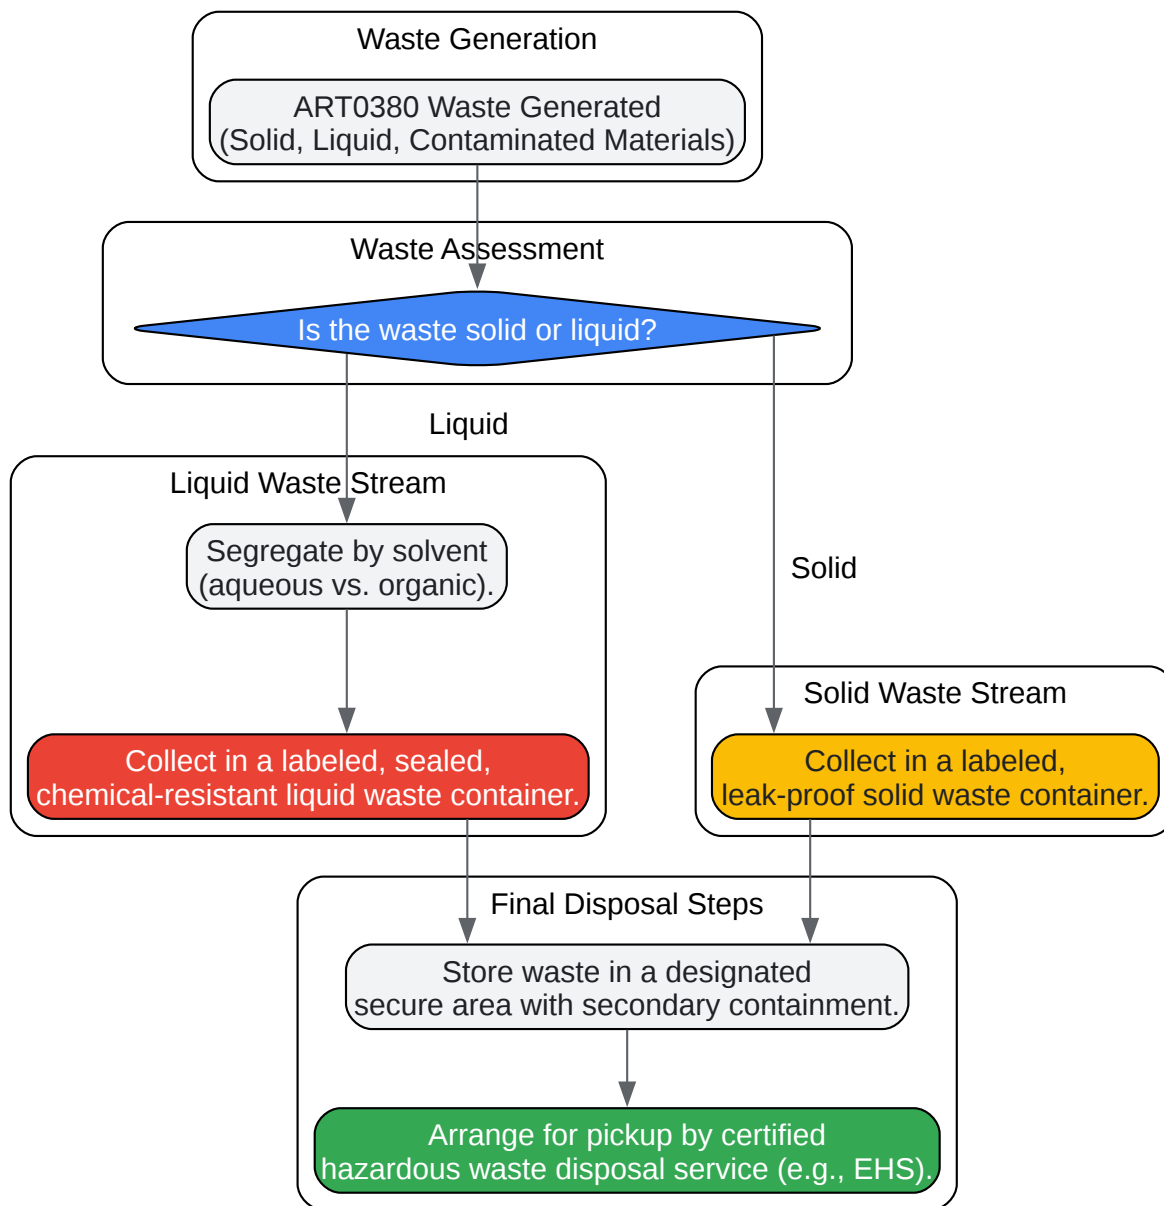 Waste Generation
ART0380 Waste Generated
(Solid, Liquid, Contaminated Materials)
Waste Assessment
Is the waste solid or liquid?
Liquid
Liquid Waste Stream
Segregate by solvent
(aqueous vs. organic).
Solid
Solid Waste Stream
Collect in a labeled, sealed,
chemical-resistant liquid waste container.
Collect in a labeled,
leak-proof solid waste container.
Final Disposal Steps
Store waste in a designated
secure area with secondary containment.
Arrange for pickup by certified
hazardous waste disposal service (e.g., EHS).